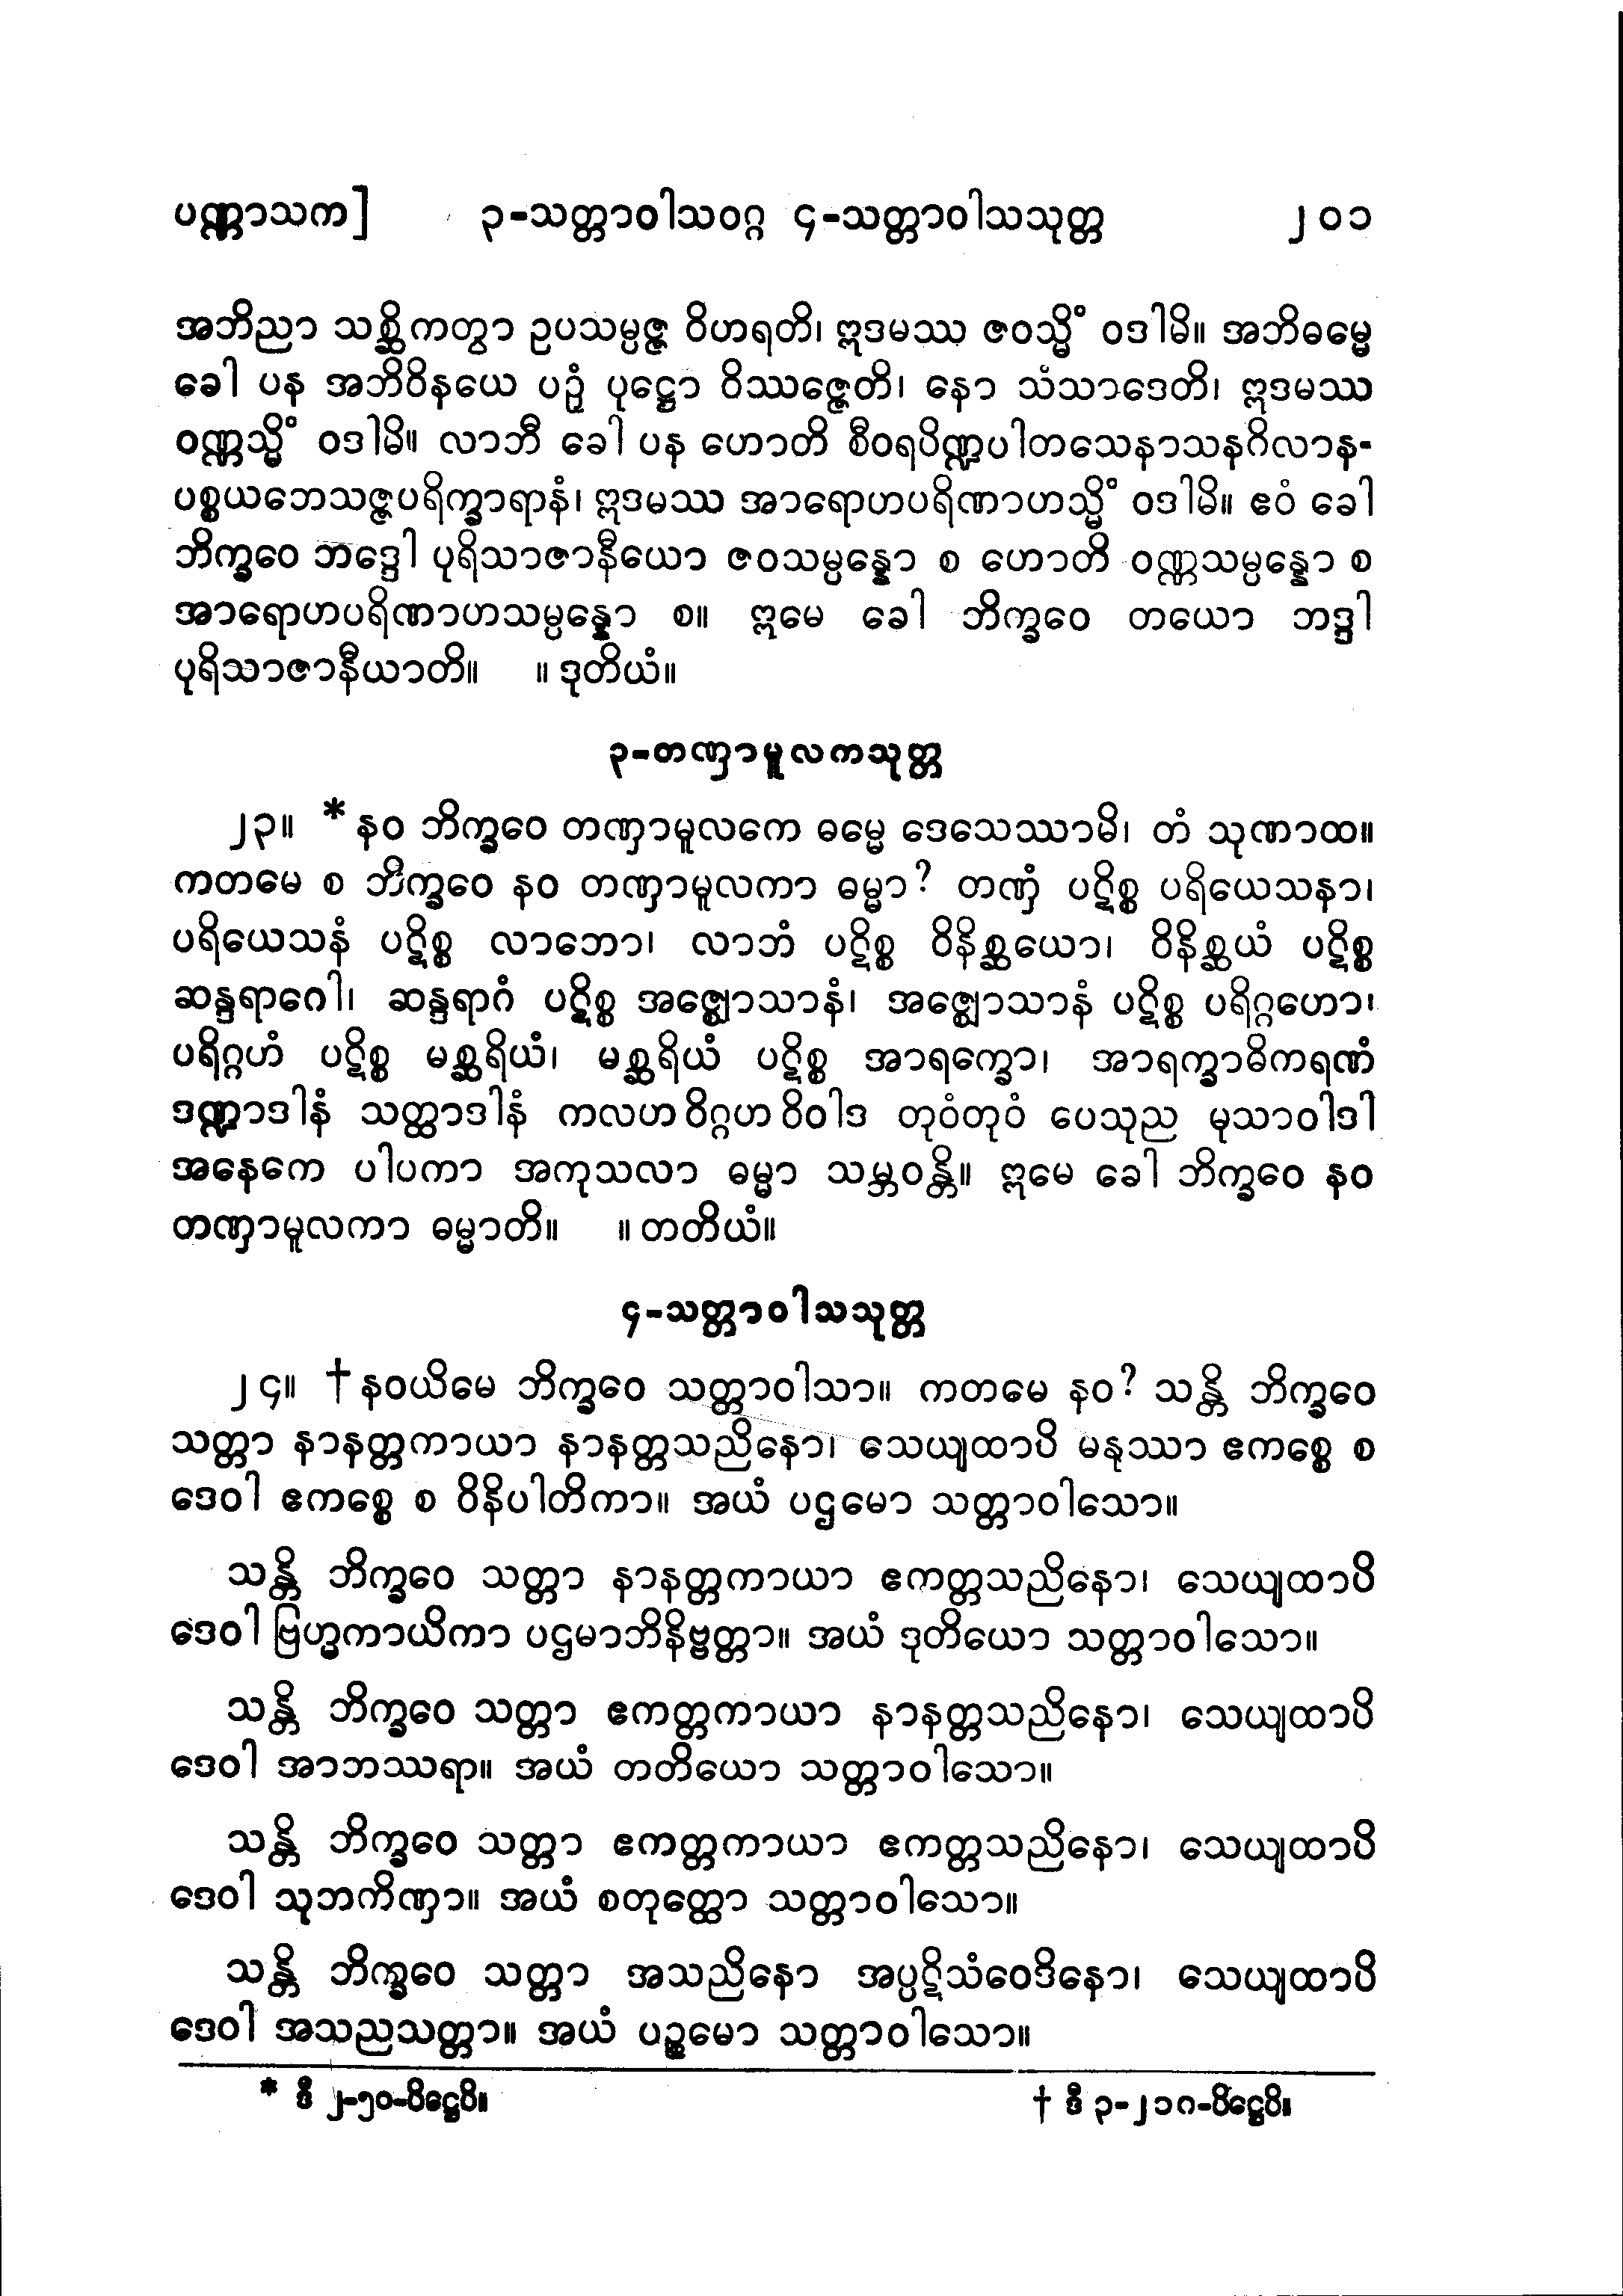 ပဏ္ဏာသက] ၃-သတ္တာဝါသဝဂ္ဂ ၄-သတ္တာဝါသသုတ္တ ၂၀၁
အဘိညာ သစ္ဆိကတွာ ဥပသမ္ပဇ္ဇ ဝိဟရတိ၊ ဣဒမဿ ဇဝသ္မိံ ဝဒါမိ။ အဘိဓမ္မေ
ခေါ ပန အဘိဝိနယေ ပဉှံ ပုဋ္ဌော ဝိဿဇ္ဇေတိ၊ နော သံသာဒေတိ၊ ဣဒမဿ
ဝဏ္ဏသ္မိံ ဝဒါမိ။ လာဘီ ခေါ ပန ဟောတိ စီဝရပိဏ္ဍပါတသေနာသနဂိလာန-
ပစ္စယဘေသဇ္ဇပရိက္ခာရာနံ၊ ဣဒမဿ အာရောဟပရိဏာဟသ္မိံ ဝဒါမိ။ ဧဝံ ခေါ
ဘိက္ခဝေ ဘဒ္ဒေါ ပုရိသာဇာနီယော ဇဝသမ္ပန္နော စ ဟောတိ ဝဏ္ဏသမ္ပန္နော စ
အာရောဟပရိဏာဟသမ္ပန္နော စ။ ဣမေ ခေါ ဘိက္ခဝေ တယော ဘဒ္ဒါ
ပုရိသာဇာနီယာတိ။ ။ ဒုတိယံ။
၃-တဏှာမူလကသုတ္တ
၂၃။ * နဝ ဘိက္ခဝေ တဏှာမူလကေ ဓမ္မေ ဒေသေဿာမိ၊ တံ သုဏာထ။
ကတမေ စ ဘိက္ခဝေ နဝ တဏှာမူလကာ ဓမ္မာ? တဏှံ ပဋိစ္စ ပရိယေသနာ၊
ပရိယေသနံ ပဋိစ္စ လာဘော၊ လာဘံ ပဋိစ္စ ဝိနိစ္ဆယော၊ ဝိနိစ္ဆယံ ပဋိစ္စ
ဆန္ဒရာဂေါ၊ ဆန္ဒရာဂံ ပဋိစ္စ အဇ္ဈောသာနံ၊ အဇ္ဈောသာနံ ပဋိစ္စ ပရိဂ္ဂဟော၊
ပရိဂ္ဂဟံ ပဋိစ္စ မစ္ဆရိယံ၊ မစ္ဆရိယံ ပဋိစ္စ အာရက္ခော၊ အာရက္ခာဓိကရဏံ
ဒဏ္ဍာဒါနံ သတ္ထာဒါနံ ကလဟ ဝိဂ္ဂဟ ဝိဝါဒ တုဝံတုဝံ ပေသုည မုသာဝါဒါ
အနေကေ ပါပကာ အကုသလာ ဓမ္မာ သမ္ဘဝန္တိ။ ဣမေ ခေါ ဘိက္ခဝေ နဝ
တဏှာမူလကာ ဓမ္မာတိ။ ။ တတိယံ။
၄-သတ္တာဝါသသုတ္တ
၂၄။ † နဝယိမေ ဘိက္ခဝေ သတ္တာဝါသာ။ ကတမေ နဝ? သန္တိ ဘိက္ခဝေ
သတ္တာ နာနတ္တကာယာ နာနတ္တသညိနော၊ သေယျထာပိ မနုဿာ ဧကစ္စေ စ
ဒေဝါ ဧကစ္စေ စ ဝိနိပါတိကာ။ အယံ ပဌမော သတ္တာဝါသော။
သန္တိ ဘိက္ခဝေ သတ္တာ နာနတ္တကာယာ ဧကတ္တသညိနော၊ သေယျထာပိ
ဒေဝါ ဗြဟ္မကာယိကာ ပဌမာဘိနိဗ္ဗတ္တာ။ အယံ ဒုတိယော သတ္တာဝါသော။
သန္တိ ဘိက္ခဝေ သတ္တာ ဧကတ္တကာယာ နာနတ္တသညိနော၊ သေယျထာပိ
ဒေဝါ အာဘဿရာ။ အယံ တတိယော သတ္တာဝါသော။
သန္တိ ဘိက္ခဝေ သတ္တာ ဧကတ္တကာယာ ဧကတ္တသညိနော၊ သေယျထာပိ
ဒေဝါ သုဘကိဏှာ။ အယံ စတုတ္ထော သတ္တာဝါသော။
သန္တိ ဘိက္ခဝေ သတ္တာ အသညိနော အပ္ပဋိသံဝေဒိနော၊ သေယျထာပိ
ဒေဝါ အသညသတ္တာ။ အယံ ပဉ္စမော သတ္တာဝါသော။
* ဒီ ၂-၅၀-ပိဋ္ဌေပိ။ † ဒီ ၃-၂၁၈-ပိဋ္ဌေပိ။